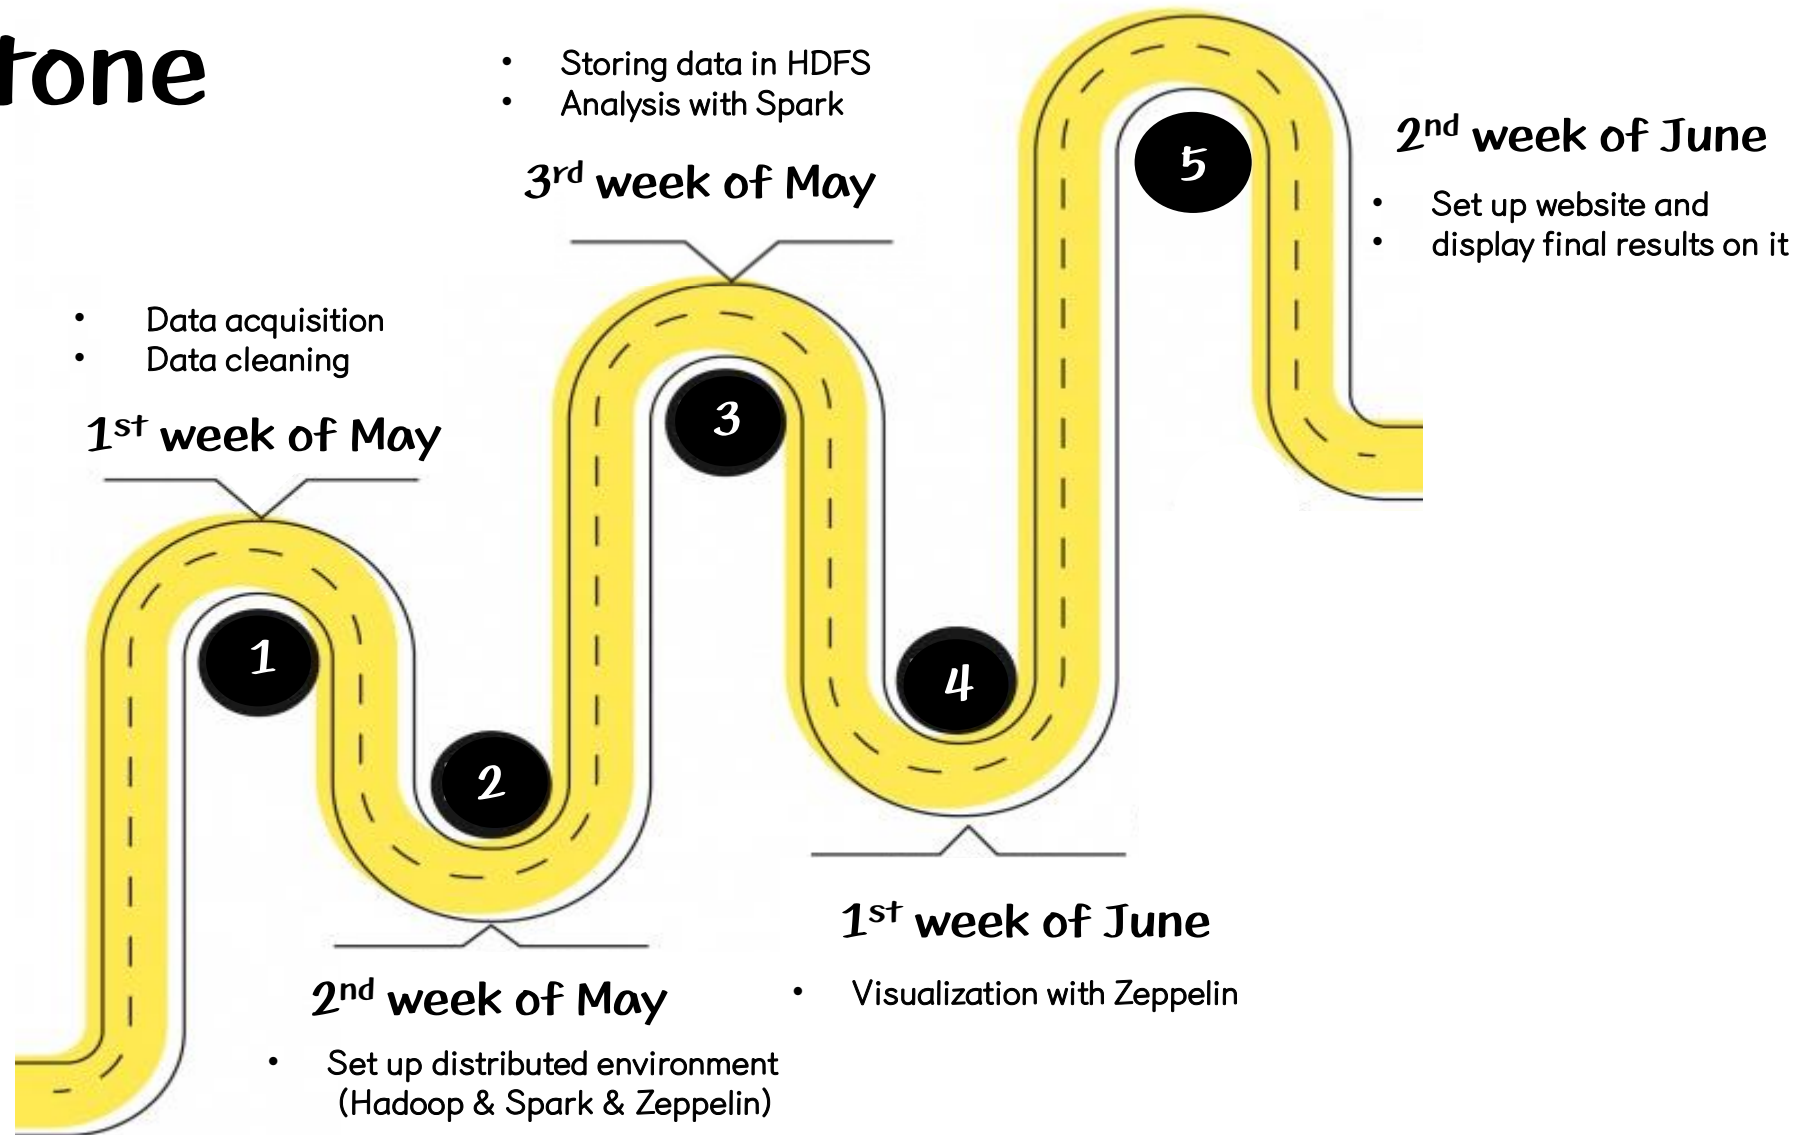 tone
• Storing data in HDFS
• Analysis with Spark
3rd week of May
• Data acquisition
• Data cleaning
1st week of May
1
2
2nd week of May
• Set up distributed environment
(Hadoop & Spark & Zeppelin)
3
4
1st week of June
• Visualization with Zeppelin
5
2nd week of June
• Set up website and
• display final results on it